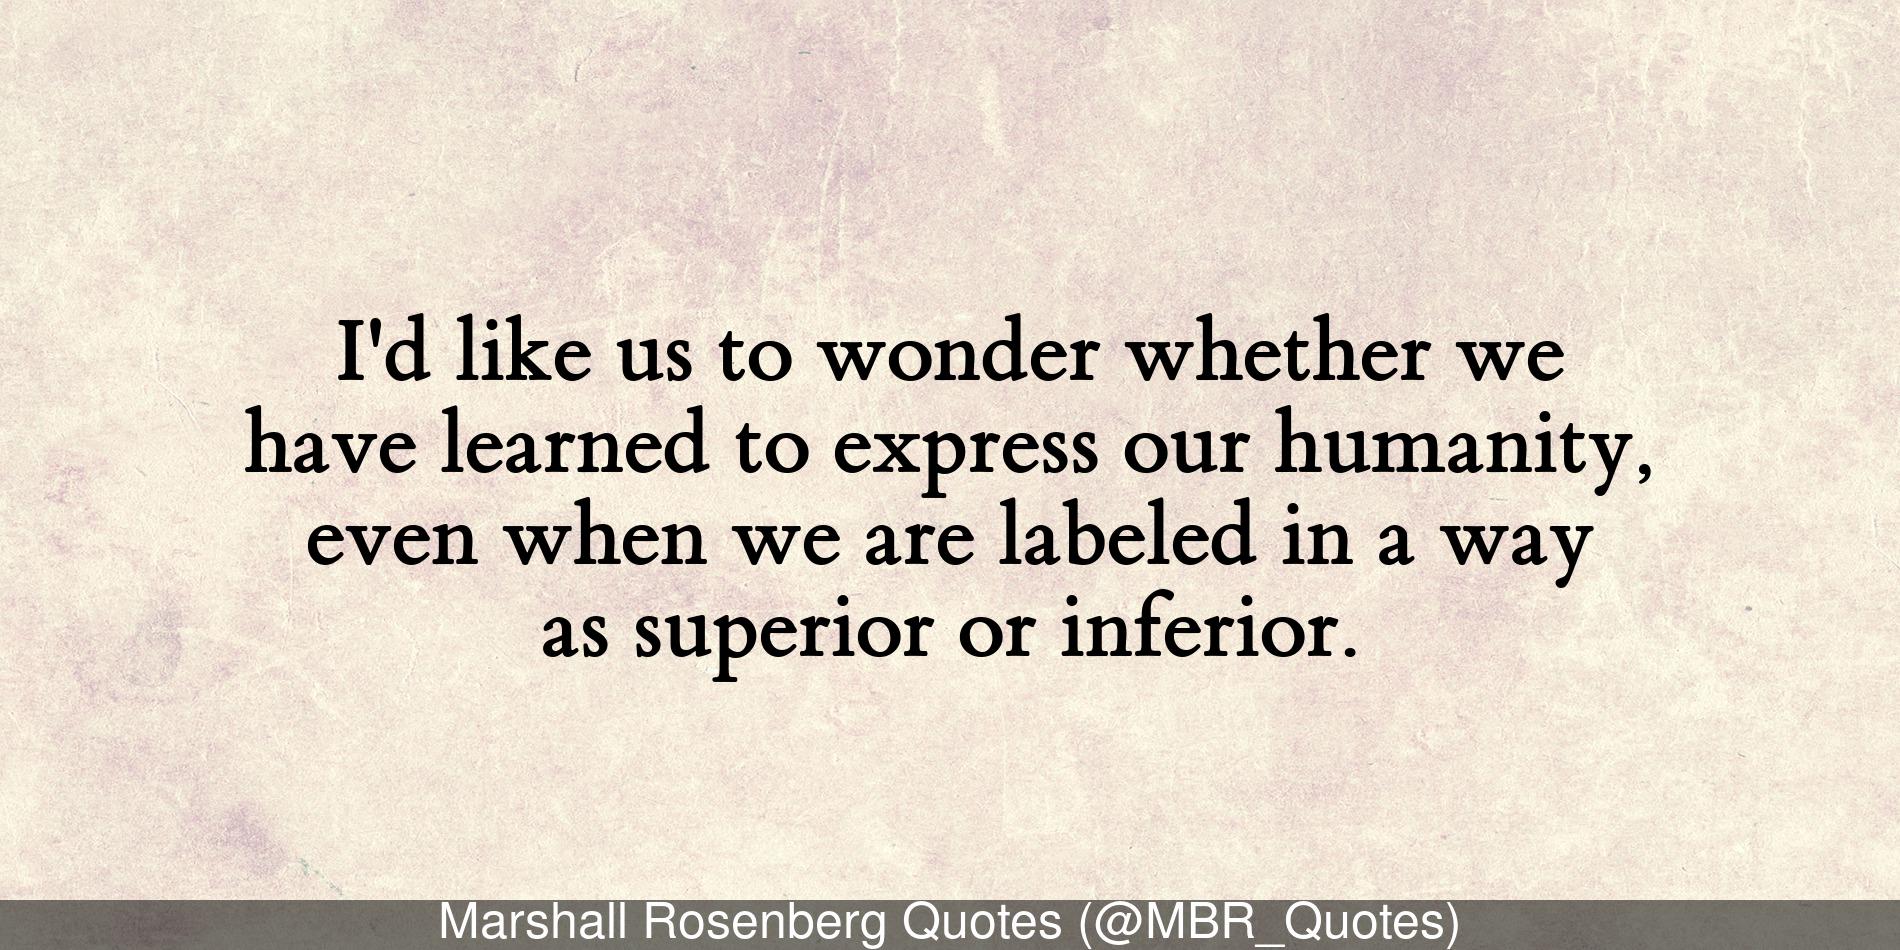 I'd like us to wonder whether we
have learned to express our humanity,
even when we are labeled in a way
as superior or inferior.
Marshall Rosenberg Quotes (@MBR_Quotes)